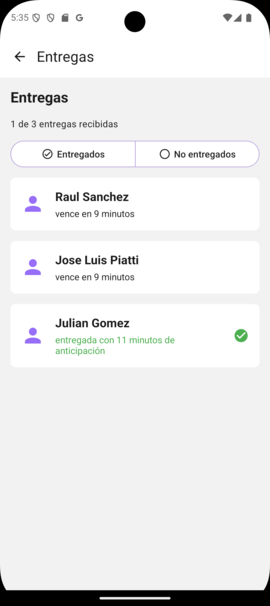 5:35
Entregas
Entregas
1 de 3 entregas recibidas
Entregados
No entregados
Raul Sanchez
vence en 9 minutos
Jose Luis Piatti
vence en 9 minutos
Julian Gomez
entregada con 11 minutos de
anticipación